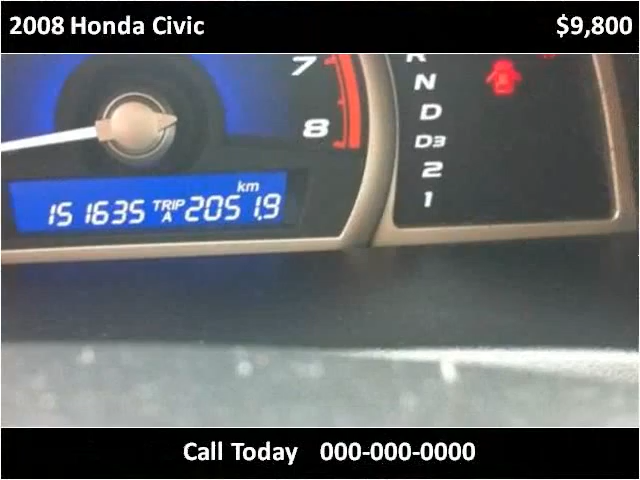 2008 Honda Civic $9,800
7
8
R
N
D
D3
2
1
km
151635 TRIP A 2051.9
Call Today 000-000-0000